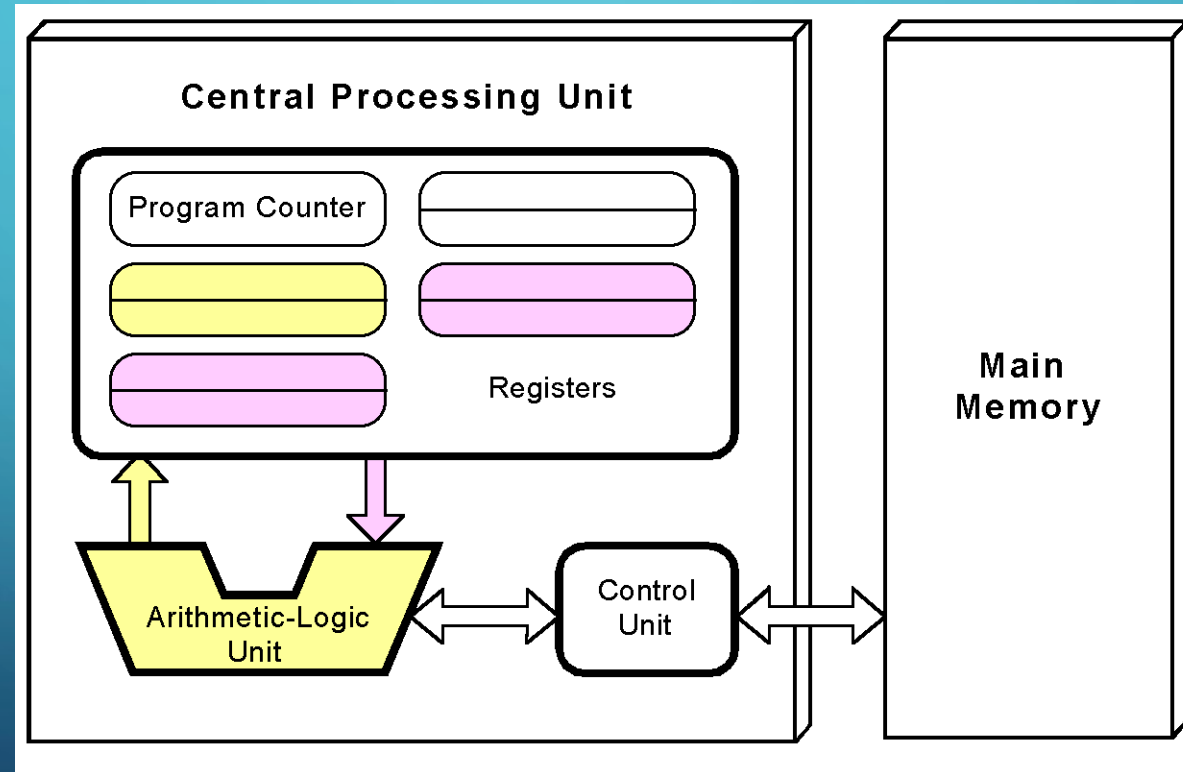 Central Processing Unit
Program Counter
Registers
Main
Memory
Arithmetic-Logic
Unit
Control
Unit